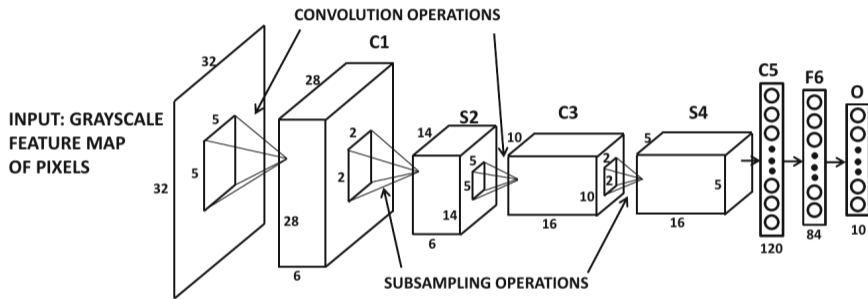 CONVOLUTION OPERATIONS
32
C1
28
C5
F6
O
INPUT: GRAYSCALE
FEATURE MAP
OF PIXELS
5
5
32
2
2
28
6
14
S2
5
5
14
6
10
C3
2
2
10
16
5
S4
5
16
120
84
10
SUBSAMPLING OPERATIONS